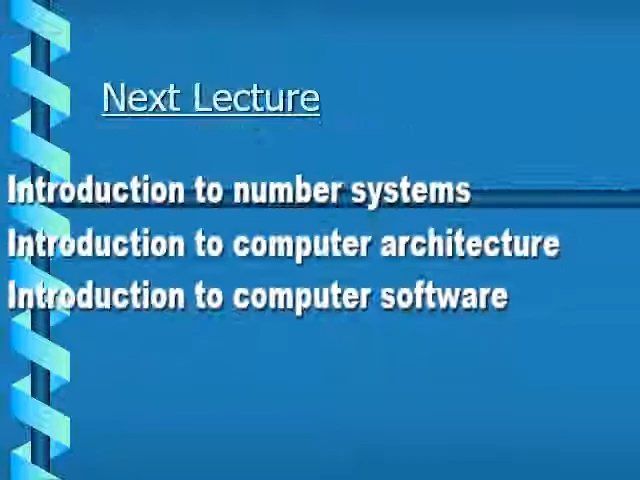 Next Lecture
Introduction to number systems
Introduction to computer architecture
Introduction to computer software